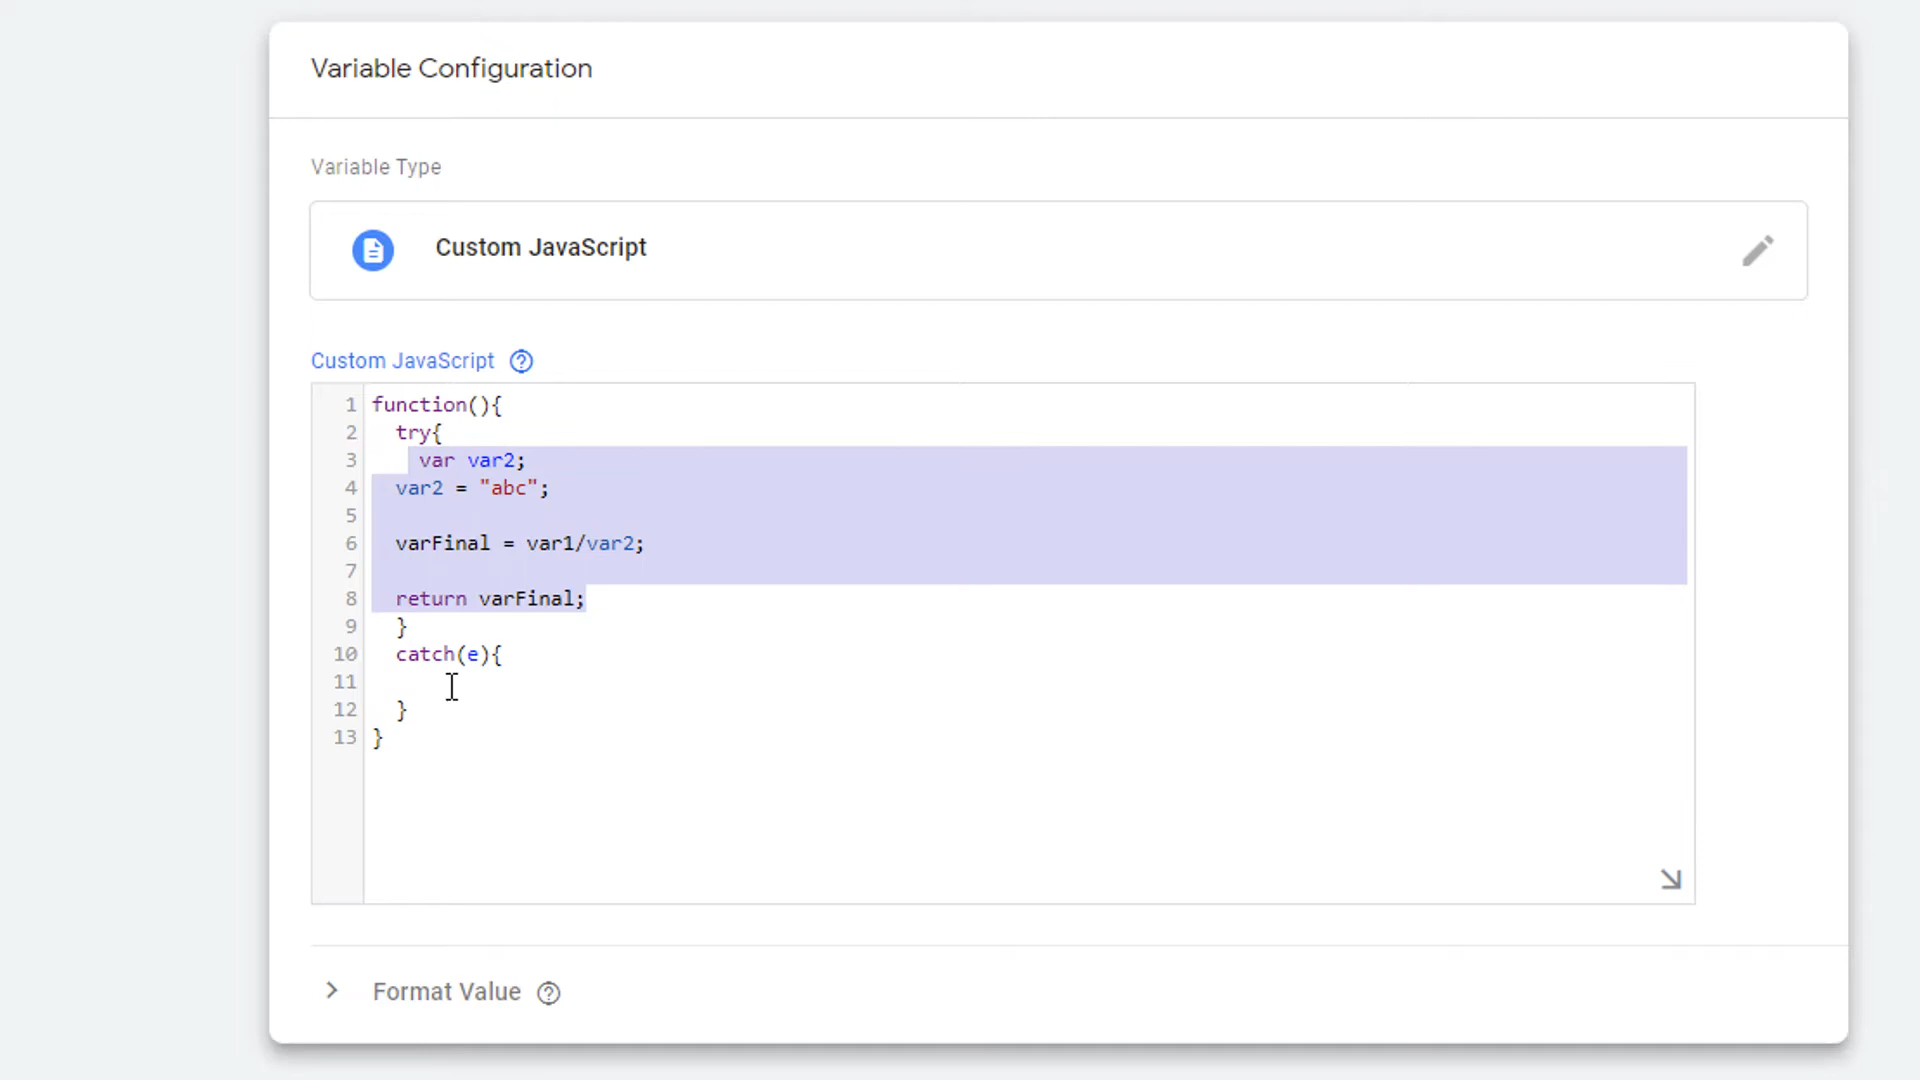 Variable Configuration
Variable Type
Custom JavaScript
Custom JavaScript
1 function(){
2 try{
3 var var2;
4 var2 = "abc";
5
6 varFinal = var1/var2;
7
8 return varFinal;
9 }
10 catch(e){
11
12 }
13 }
Format Value